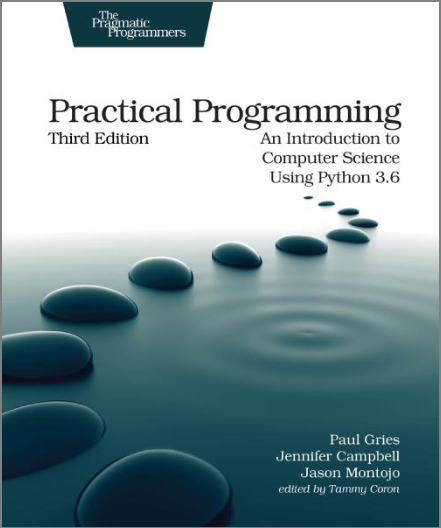 The
Pragmatic
Programmers
Practical Programming
Third Edition
An Introduction to
Computer Science
Using Python 3.6
Paul Gries
Jennifer Campbell
Jason Montojo
edited by Tammy Coron